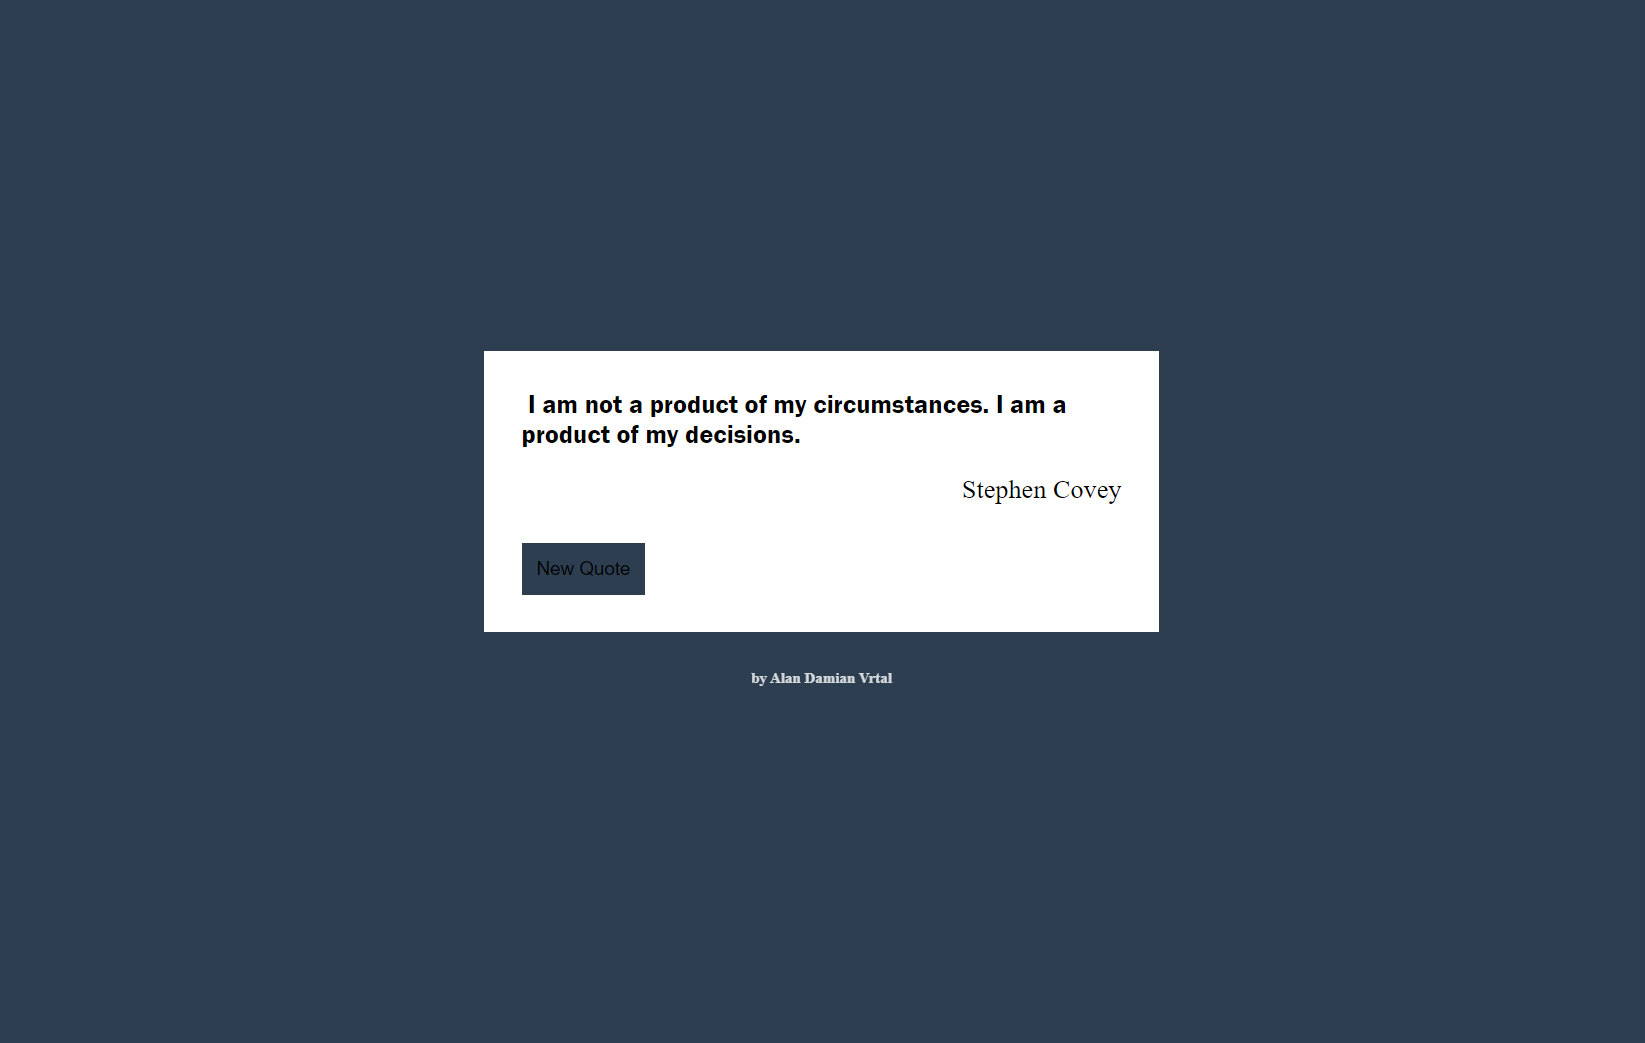 I am not a product of my circumstances. I am a
product of my decisions.
Stephen Covey
New Quote
by Alan Damian Vrtal